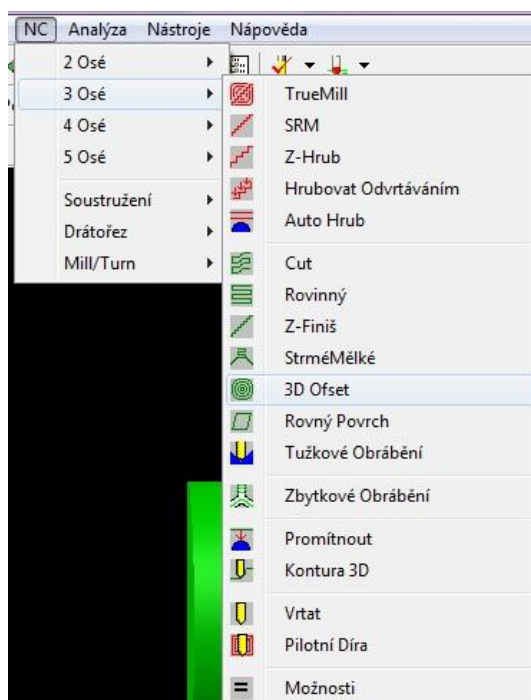 NC Analýza Nástroje Nápověda
2 Osé
3 Osé
4 Osé
5 Osé
Soustružení
Drátořez
Mill/Turn
TrueMill
SRM
Z-Hrub
Hrubovat Odvrtáváním
Auto Hrub
Cut
Rovinný
Z-Finiš
StrméMělké
3D Ofset
Rovný Povrch
Tužkové Obrábění
Zbytkové Obrábění
Promítnout
Kontura 3D
Vrtat
Pilotní Díra
Možnosti